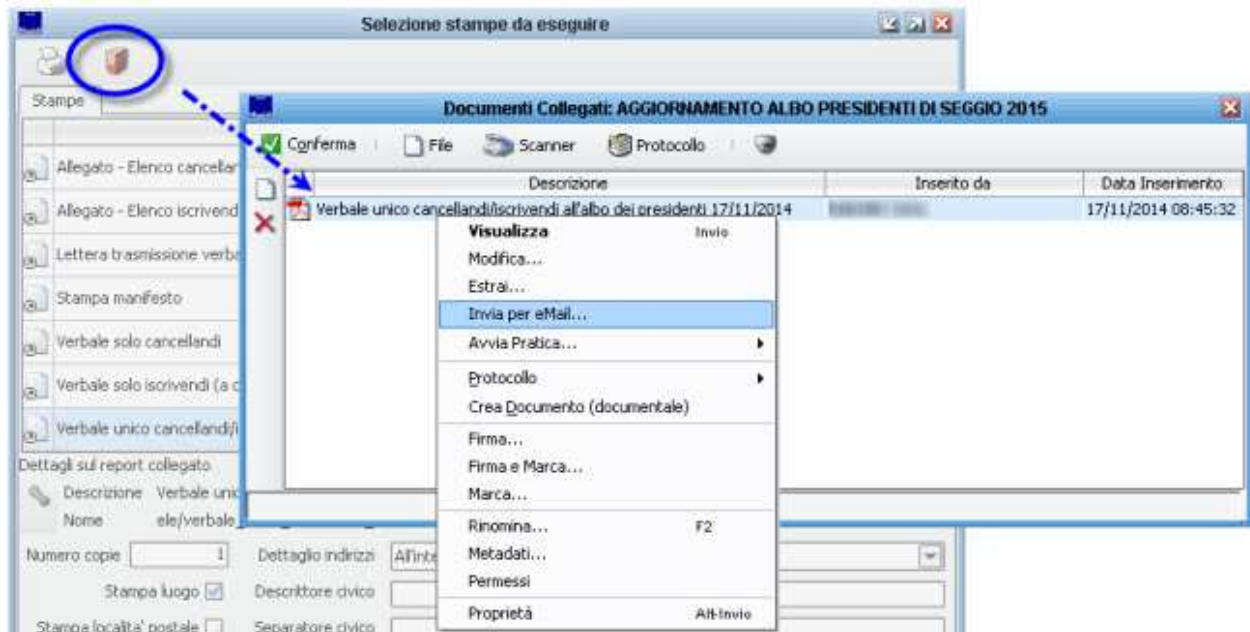 Selezione stampe da eseguire
Stampe
Allegato - Elenco cancellan
Allegato - Elenco iscrivend
Lettera trasmissione verba
Stampa manifesto
Verbale solo cancellandi
Verbale solo iscrivendi (a c
Verbale unico cancellandi/i
Dettagli sul report collegato
Descrizione Verbale unic
Nome ele/verbale_
Numero copie 1 Dettaglio indirizzi All'inte
Stampa luogo Descrittore civico
Stampa localita' postale Separatore civico
Documenti Collegati: AGGIORNAMENTO ALBO PRESIDENTI DI SEGGIO 2015
Conferma File Scanner Protocollo
Descrizione Inserito da Data Inserimento
Verbale unico cancellandi/iscrivendi all'albo dei presidenti 17/11/2014 17/11/2014 08:45:32
Visualizza Invio
Modifica...
Estrai...
Invia per eMail...
Avvia Pratica...
Protocollo
Crea Documento (documentale)
Firma...
Firma e Marca...
Marca...
Rinomina... F2
Metadati...
Permessi
Proprietà Alt-Invio